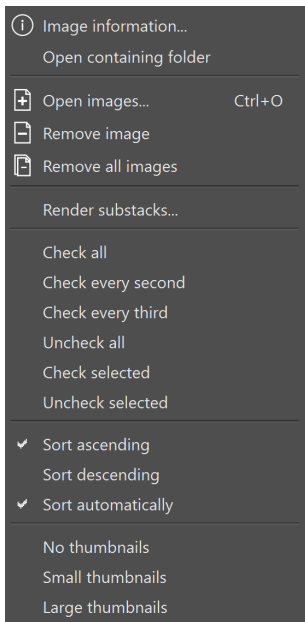 Image information...
Open containing folder
Open images... Ctrl+O
Remove image
Remove all images
Render substacks...
Check all
Check every second
Check every third
Uncheck all
Check selected
Uncheck selected
Sort ascending
Sort descending
Sort automatically
No thumbnails
Small thumbnails
Large thumbnails